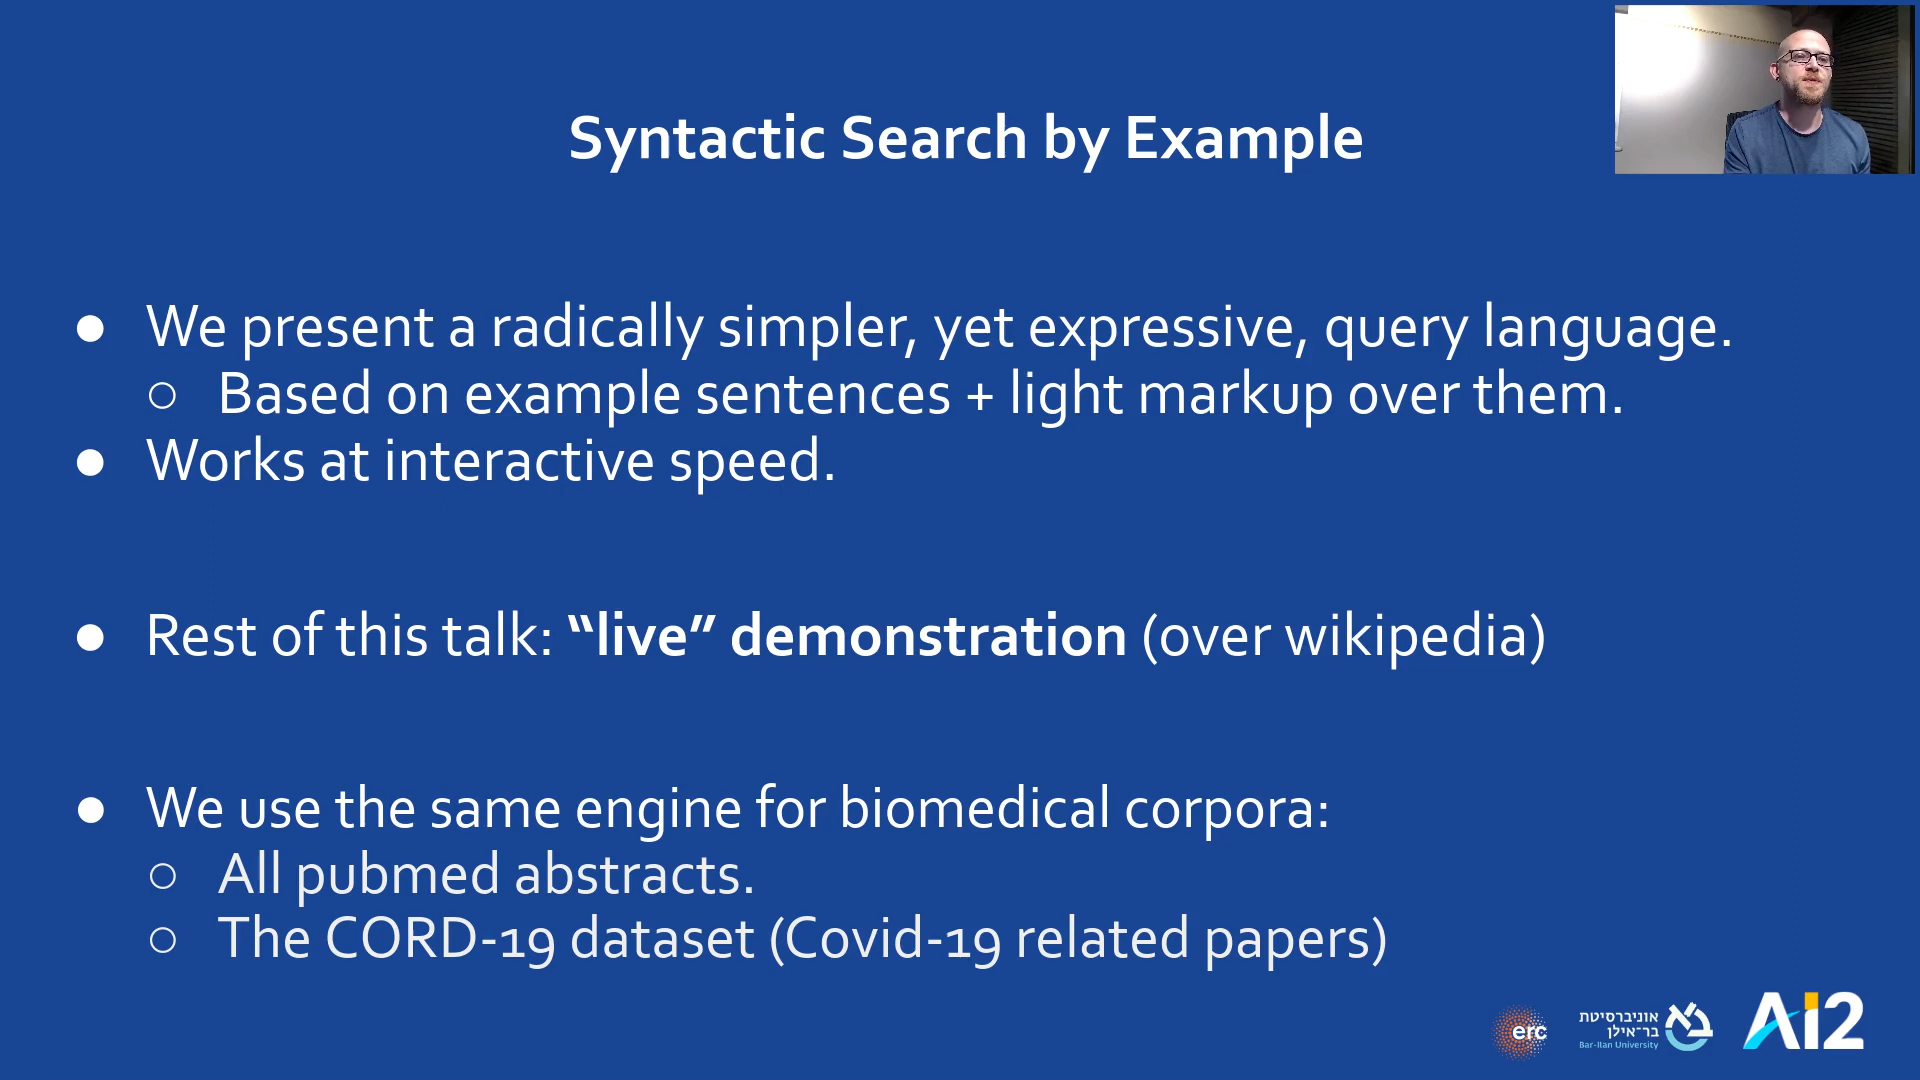 Syntactic Search by Example
● We present a radically simpler, yet expressive, query language.
○ Based on example sentences + light markup over them.
● Works at interactive speed.
● Rest of this talk: “live” demonstration (over wikipedia)
● We use the same engine for biomedical corpora:
○ All pubmed abstracts.
○ The CORD-19 dataset (Covid-19 related papers)
erc
אוניברסיטת
בר-אילן
Bar-Ilan University
Ai2